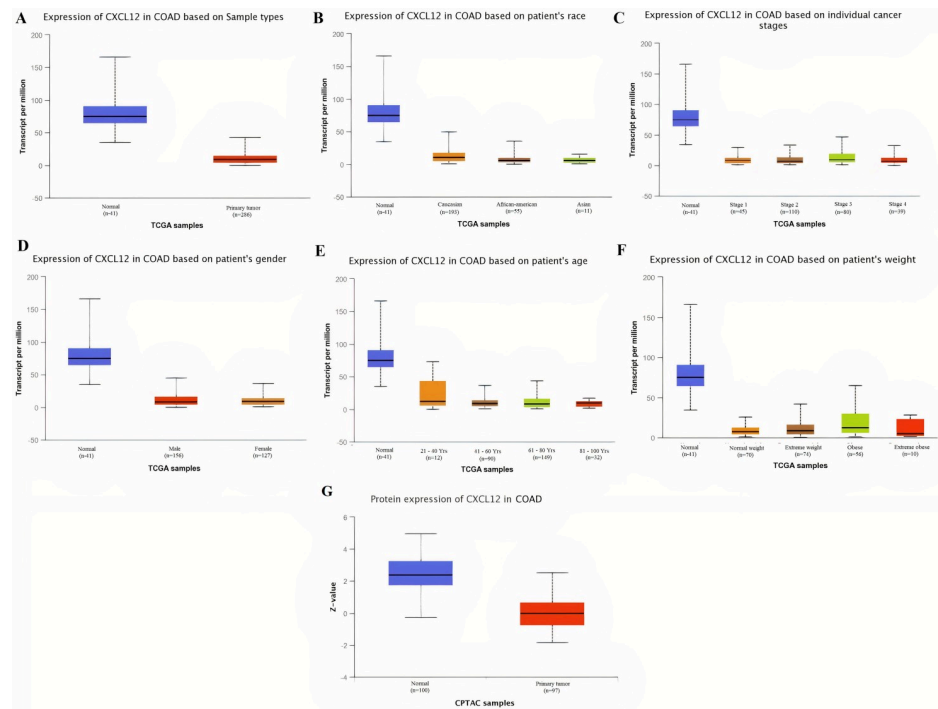 A
Expression of CXCL12 in COAD based on Sample types
200
150
100
50
0
-50
Transcript per million
Normal
(n-41)
Primary tumor
(n=286)
TCGA samples
B
Expression of CXCL12 in COAD based on patient's race
200
150
100
50
0
-50
Transcript per million
Normal
(n-41)
Caucasian
(n=193)
African-american
(n=55)
Asian
(n=11)
TCGA samples
C
Expression of CXCL12 in COAD based on individual cancer
stages
200
150
100
50
0
-50
Transcript per million
Normal
(n-41)
Stage 1
(n=45)
Stage 2
(n=110)
Stage 3
(n=80)
Stage 4
(n=39)
TCGA samples
D
Expression of CXCL12 in COAD based on patient's gender
200
150
100
50
0
-50
Transcript per million
Normal
(n-41)
Male
(n=156)
Female
(n=127)
TCGA samples
E
Expression of CXCL12 in COAD based on patient's age
200
150
100
50
0
-50
Transcript per million
Normal
(n-41)
21 - 40 Yrs
(n=12)
41 - 60 Yrs
(n=90)
61 - 80 Yrs
(n=149)
81-100 Yrs
(n=32)
TCGA samples
F
Expression of CXCL12 in COAD based on patient's weight
200
150
100
50
0
Transcript per million
Normal
(n-41)
Normal weight
(n=70)
Extreme weight
(n=74)
Obese
(n=56)
Extreme obese
(n=10)
TCGA samples
G
Protein expression of CXCL12 in COAD
6
4
2
0
-2
-4
Z-value
Normal
(n=100)
Primary tumor
(n=97)
CPTAC samples